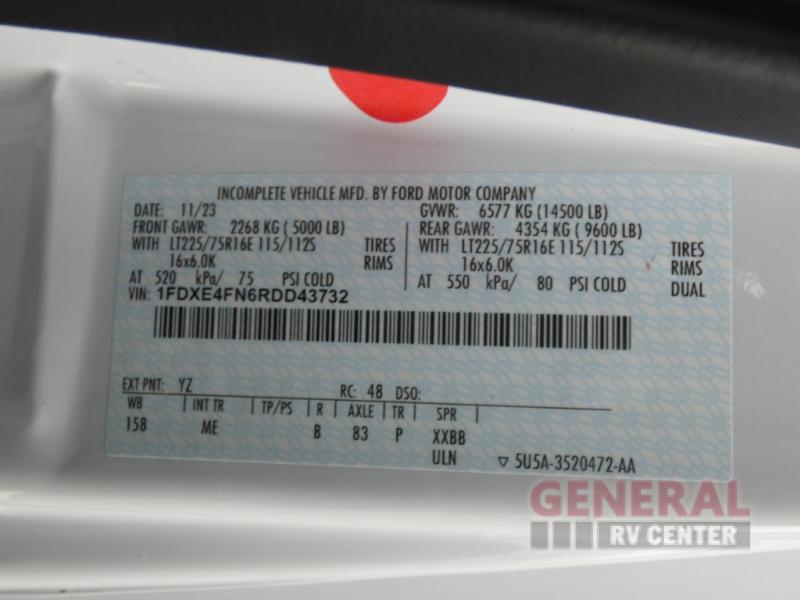 INCOMPLETE VEHICLE MFD. BY FORD MOTOR COMPANY
DATE: 11/23 GVWR: 6577 KG (14500 LB)
FRONT GAWR: 2268 KG ( 5000 LB) REAR GAWR: 4354 KG ( 9600 LB)
WITH LT225/75R16E 115/112S TIRES WITH LT225/75R16E 115/112S TIRES
16x6.0K RIMS 16x6.0K RIMS
AT 520 kPa/ 75 PSI COLD AT 550 kPa/ 80 PSI COLD DUAL
VIN: 1FDXE4FN6RDD43732
EXT PNT: YZ RC: 48 DSO:
WB INT TR TP/PS R AXLE TR SPR
158 ME B 83 P XXBB
ULN ▽ 5U5A-3520472-AA
GENERAL
RV CENTER